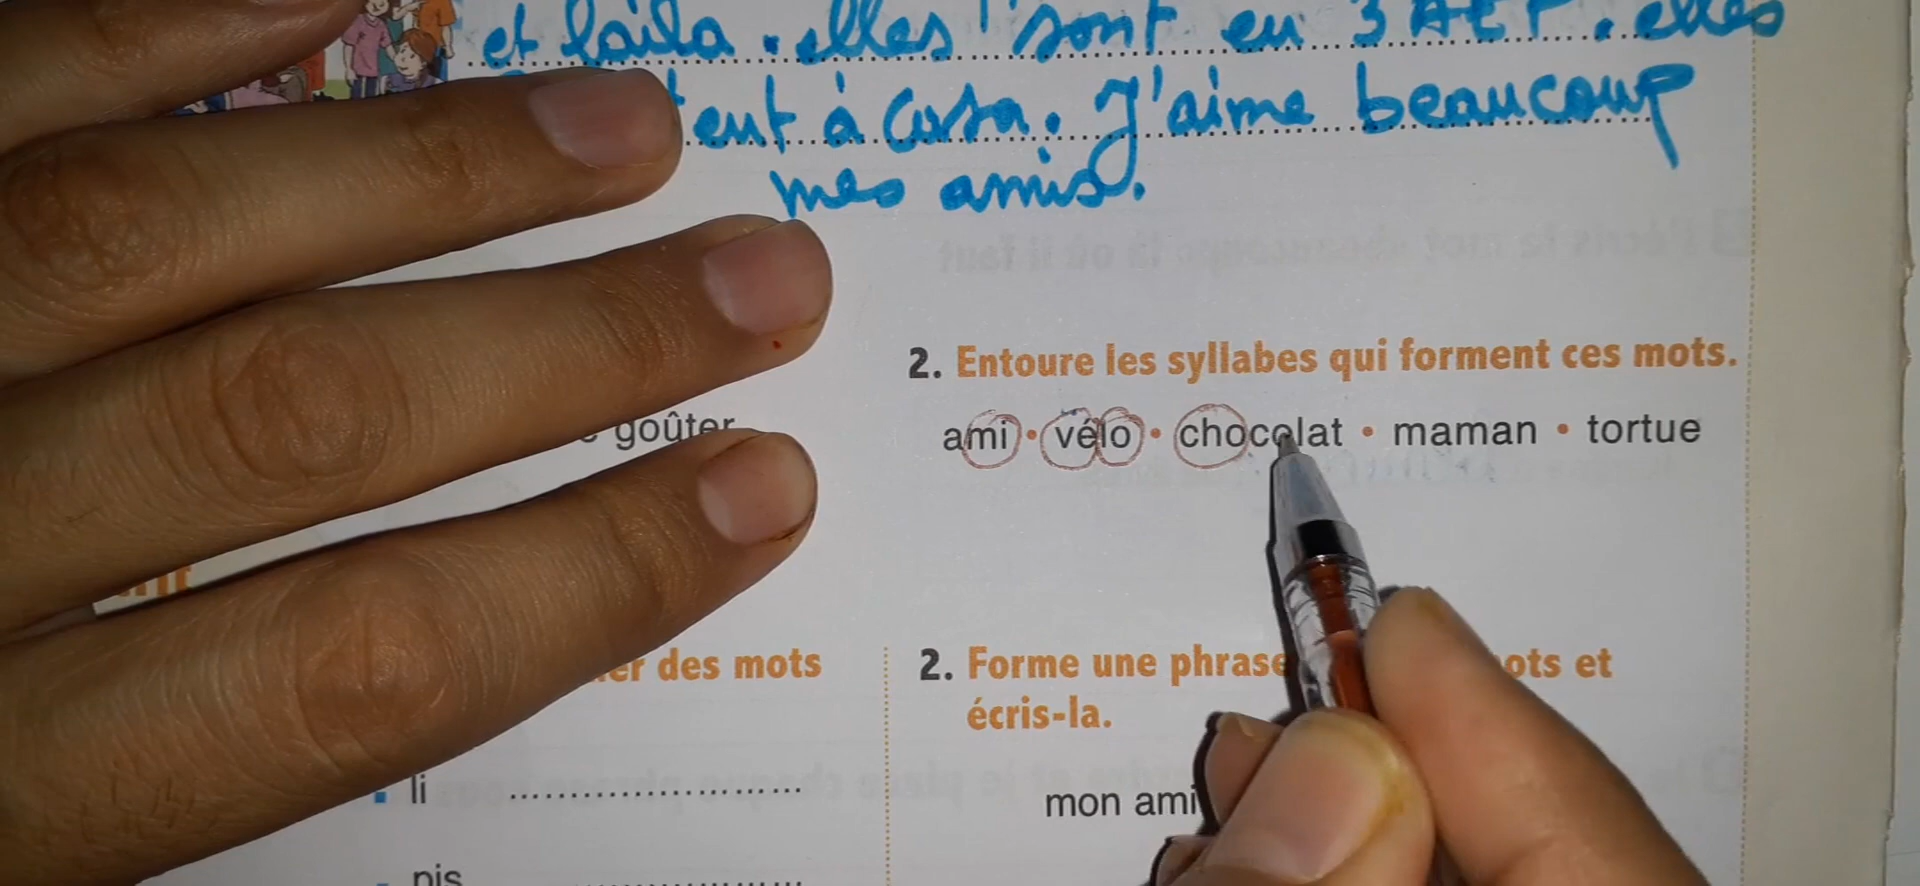 et laila. elles sont en 3 AEP. elles
ent à Casa. J'aime beaucoup
mes amis.
2. Entoure les syllabes qui forment ces mots.
goûter
ami • vélo • chocolat • maman • tortue
er des mots
2. Forme une phrase ots et
écris-la.
li
mon ami
pis